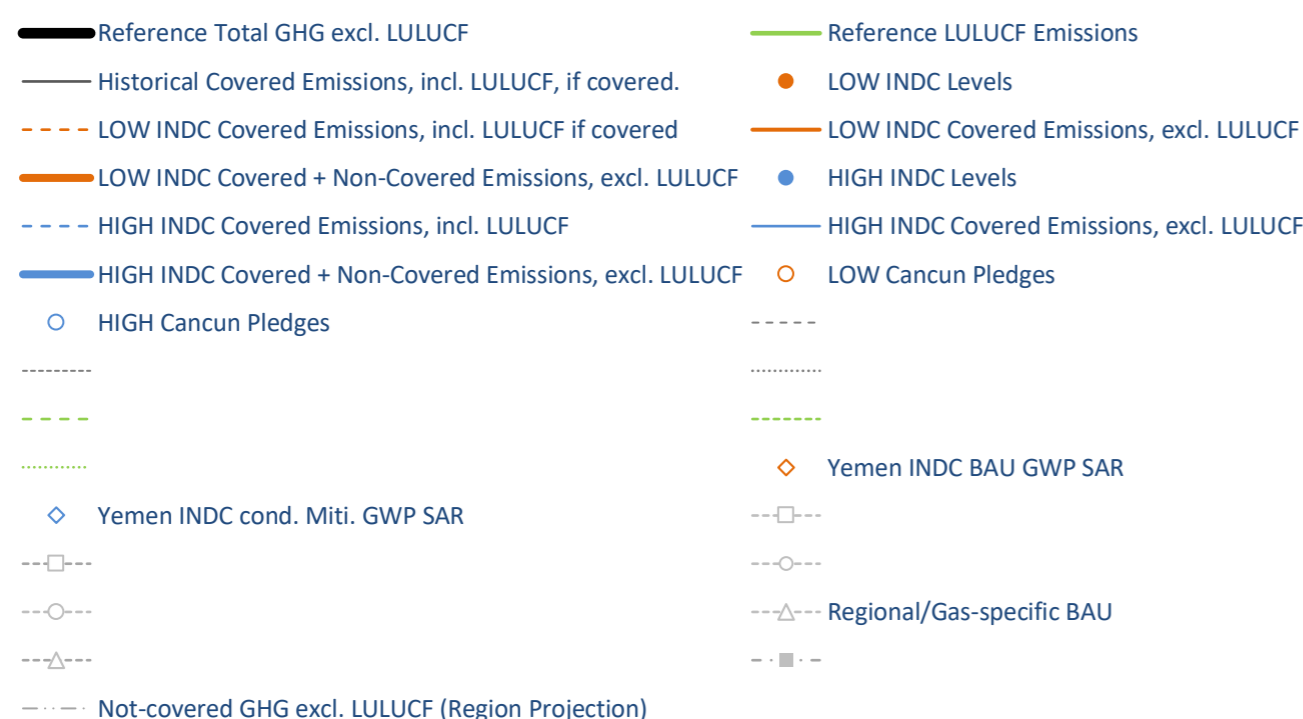 Reference Total GHG excl. LULUCF
Reference LULUCF Emissions
Historical Covered Emissions, incl. LULUCF, if covered.
LOW INDC Levels
LOW INDC Covered Emissions, incl. LULUCF if covered
LOW INDC Covered Emissions, excl. LULUCF
LOW INDC Covered + Non-Covered Emissions, excl. LULUCF
HIGH INDC Levels
HIGH INDC Covered Emissions, incl. LULUCF
HIGH INDC Covered Emissions, excl. LULUCF
HIGH INDC Covered + Non-Covered Emissions, excl. LULUCF
LOW Cancun Pledges
HIGH Cancun Pledges
Yemen INDC BAU GWP SAR
Yemen INDC cond. Miti. GWP SAR
Regional/Gas-specific BAU
Not-covered GHG excl. LULUCF (Region Projection)